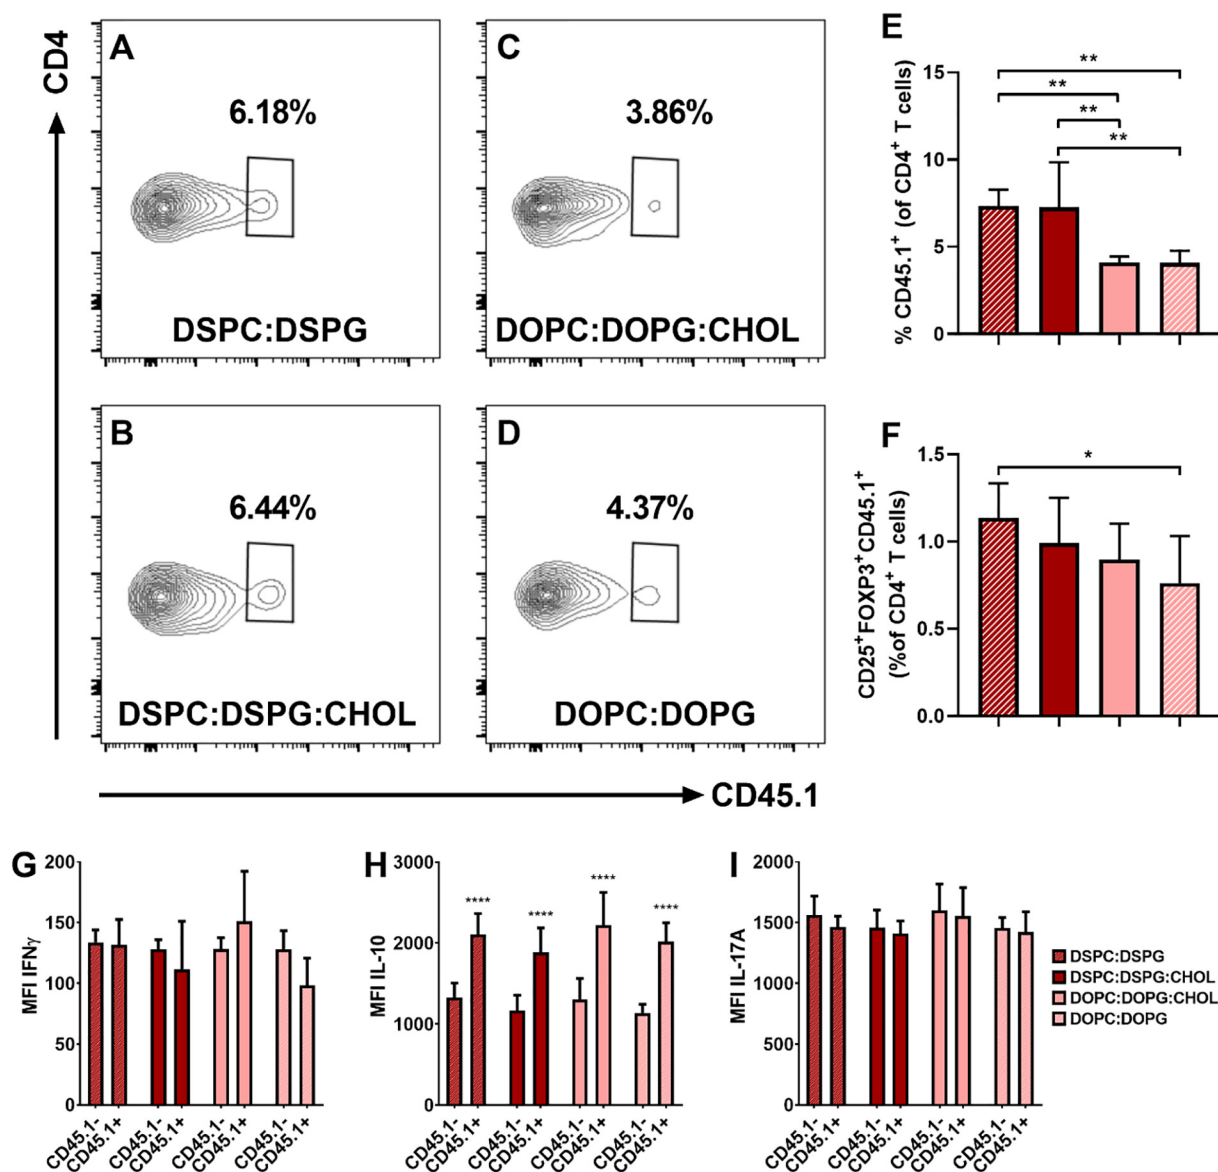 CD4
A
6.18%
DSPC:DSPG
C
3.86%
DOPC:DOPG:CHOL
B
6.44%
DSPC:DSPG:CHOL
D
4.37%
DOPC:DOPG
CD45.1
E
% CD45.1⁺ (of CD4⁺ T cells)
15
10
5
0
**
**
**
**
F
CD25⁺FOXP3⁺CD45.1⁺
(%of CD4⁺ T cells)
1.5
1.0
0.5
0.0
*
G
MFI IFNγ
200
150
100
50
0
CD45.1-
CD45.1+
CD45.1-
CD45.1+
CD45.1-
CD45.1+
CD45.1-
CD45.1+
H
MFI IL-10
3000
2000
1000
0
****
****
****
****
CD45.1-
CD45.1+
CD45.1-
CD45.1+
CD45.1-
CD45.1+
CD45.1-
CD45.1+
I
MFI IL-17A
2000
1500
1000
500
0
CD45.1-
CD45.1+
CD45.1-
CD45.1+
CD45.1-
CD45.1+
CD45.1-
CD45.1+
DSPC:DSPG
DSPC:DSPG:CHOL
DOPC:DOPG:CHOL
DOPC:DOPG